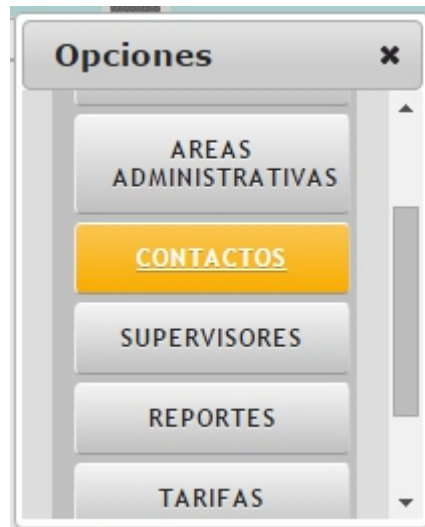 Opciones
AREAS
ADMINISTRATIVAS
CONTACTOS
SUPERVISORES
REPORTES
TARIFAS